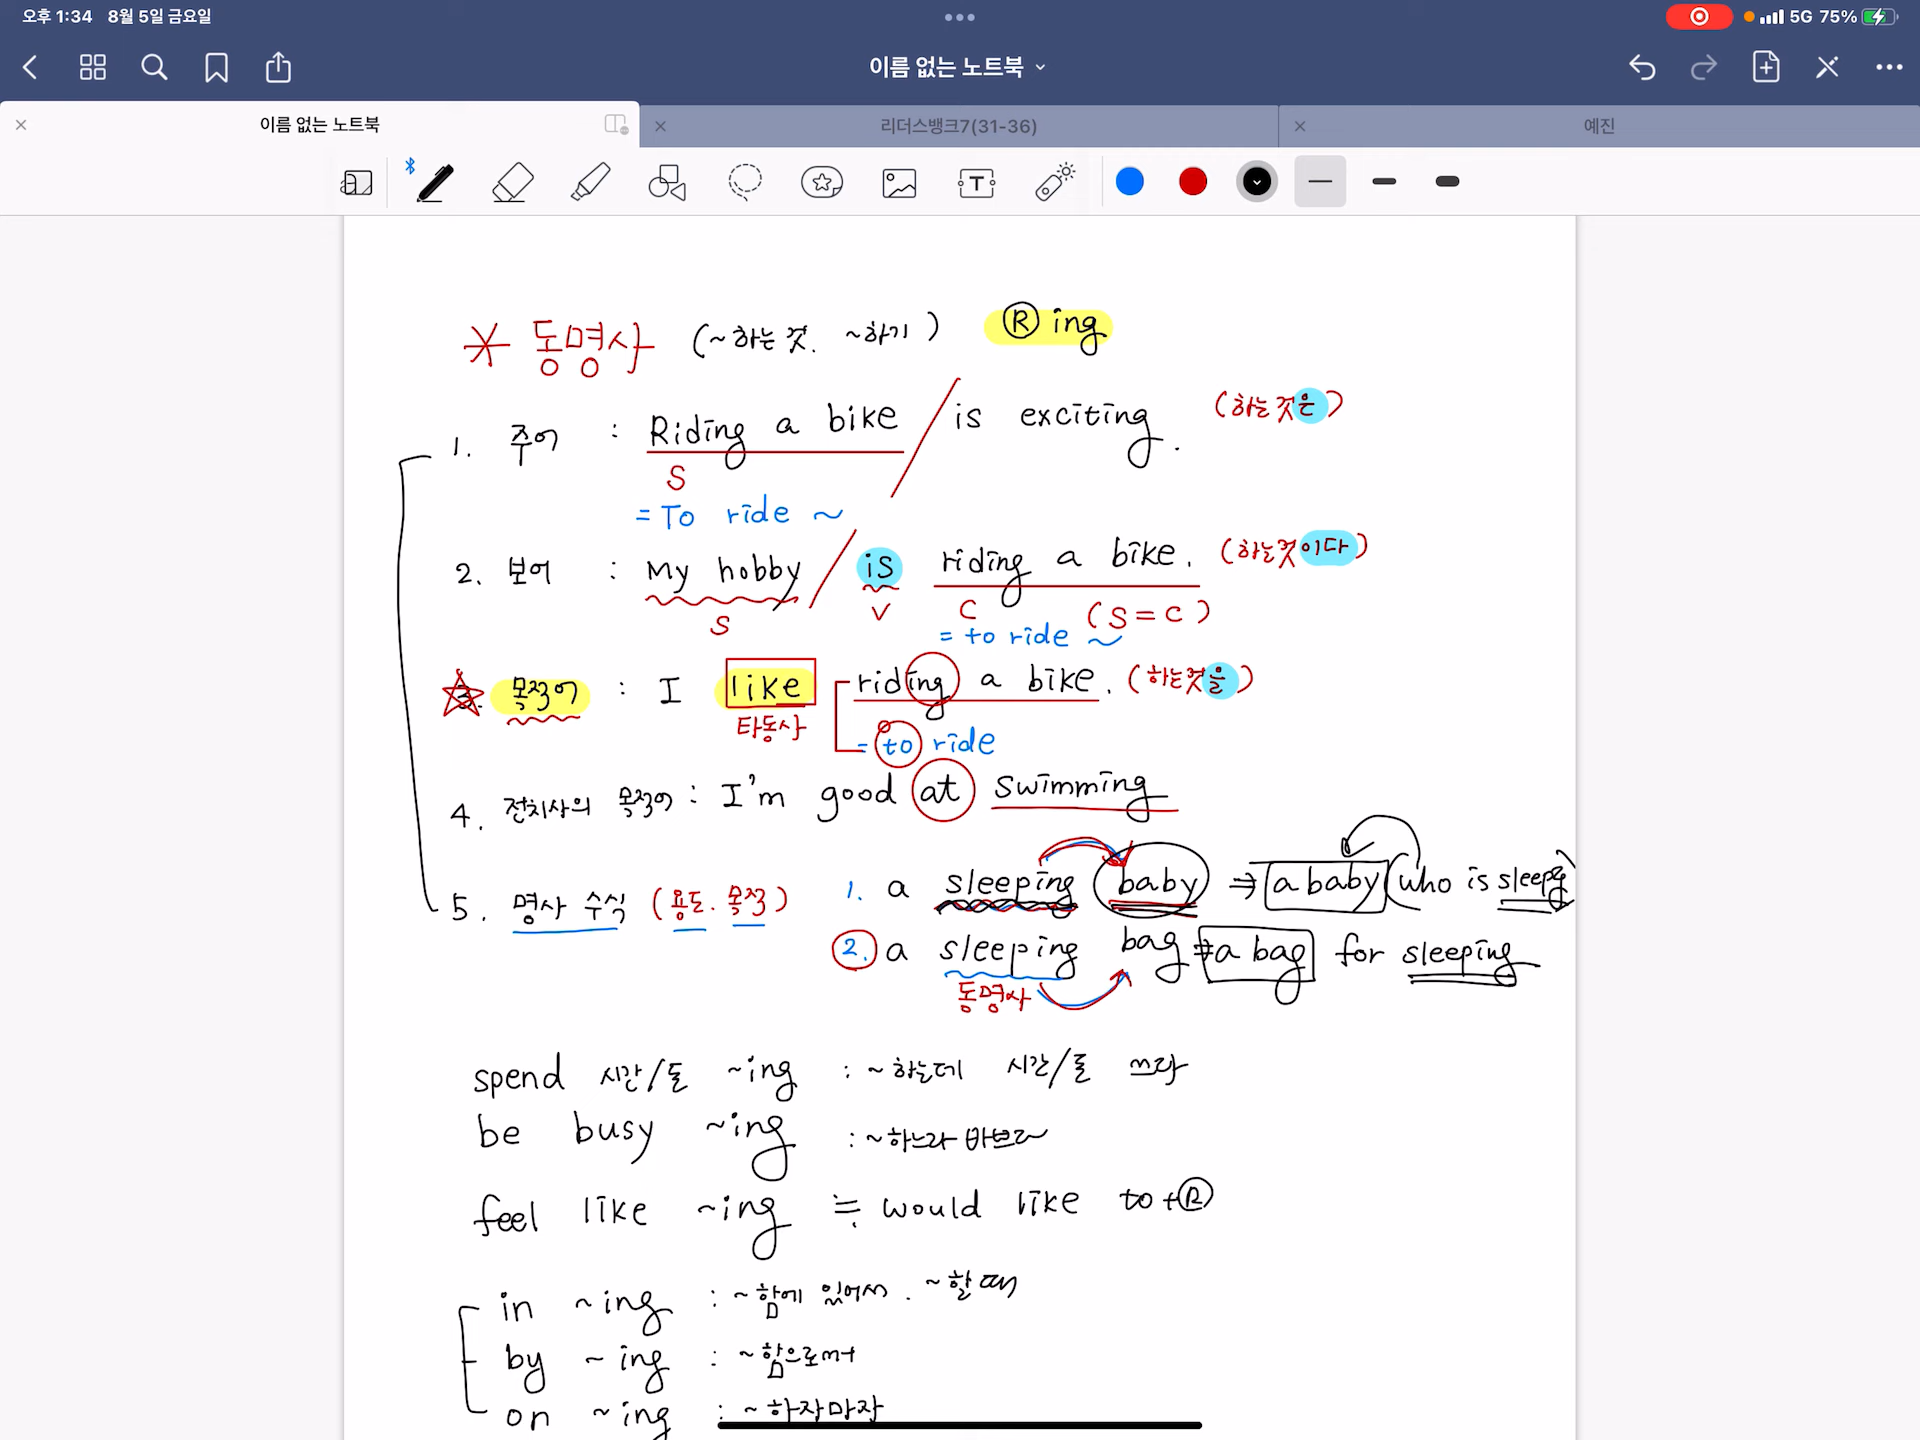 오후 1:34 8월 5일 금요일
5G 75%
이름 없는 노트북
이름 없는 노트북
리더스뱅크7(31-36)
예진
* 동명사 (~하는 것. ~하기) Ⓡ ing
1. 주어 : Riding a bike / is exciting. (하는것은)
S
= To ride ~
2. 보어 : My hobby / is riding a bike. (하는것이다)
S V C (S = C)
= to ride ~
3. 목적어 : I like riding a bike. (하는것을)
타동사
= to ride
4. 전치사의 목적어 : I'm good at swimming
5. 명사 수식 (용도. 목적)
1. a sleeping baby ⇒ a baby (who is sleeping)
2. a sleeping bag ⇒ a bag for sleeping
동명사
spend 시간/돈 ~ing : ~하는데 시간/돈 쓰다
be busy ~ing : ~하느라 바쁘다
feel like ~ing ≒ would like to +Ⓡ
in ~ing : ~함에 있어서. ~할 때
by ~ing : ~함으로써
on ~ing : ~하자마자